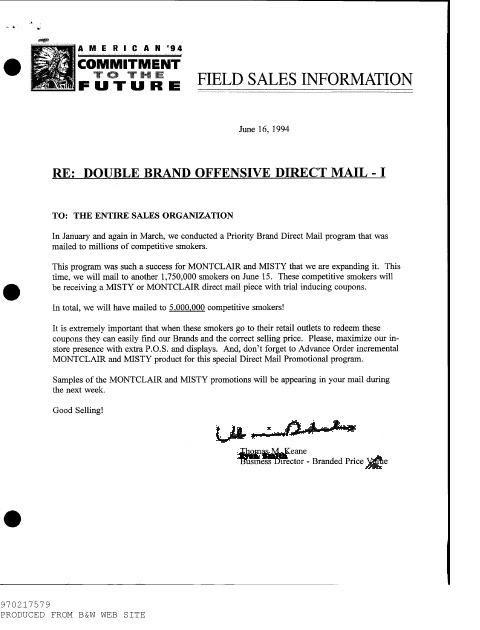 AMERICAN '94
COMMITMENT
TO THE
FUTURE
FIELD SALES INFORMATION
June 16, 1994
RE: DOUBLE BRAND OFFENSIVE DIRECT MAIL - I
TO: THE ENTIRE SALES ORGANIZATION
In January and again in March, we conducted a Priority Brand Direct Mail program that was
mailed to millions of competitive smokers.
This program was such a success for MONTCLAIR and MISTY that we are expanding it. This
time, we will mail to another 1,750,000 smokers on June 15. These competitive smokers will
be receiving a MISTY or MONTCLAIR direct mail piece with trial inducing coupons.
In total, we will have mailed to 5,000,000 competitive smokers!
It is extremely important that when these smokers go to their retail outlets to redeem these
coupons they can easily find our Brands and the correct selling price. Please, maximize our in-
store presence with extra P.O.S. and displays. And, don't forget to Advance Order incremental
MONTCLAIR and MISTY product for this special Direct Mail Promotional program.
Samples of the MONTCLAIR and MISTY promotions will be appearing in your mail during
the next week.
Good Selling!
Thomas M. Keane
Business Director - Branded Price Value
970217579
PRODUCED FROM B&W WEB SITE